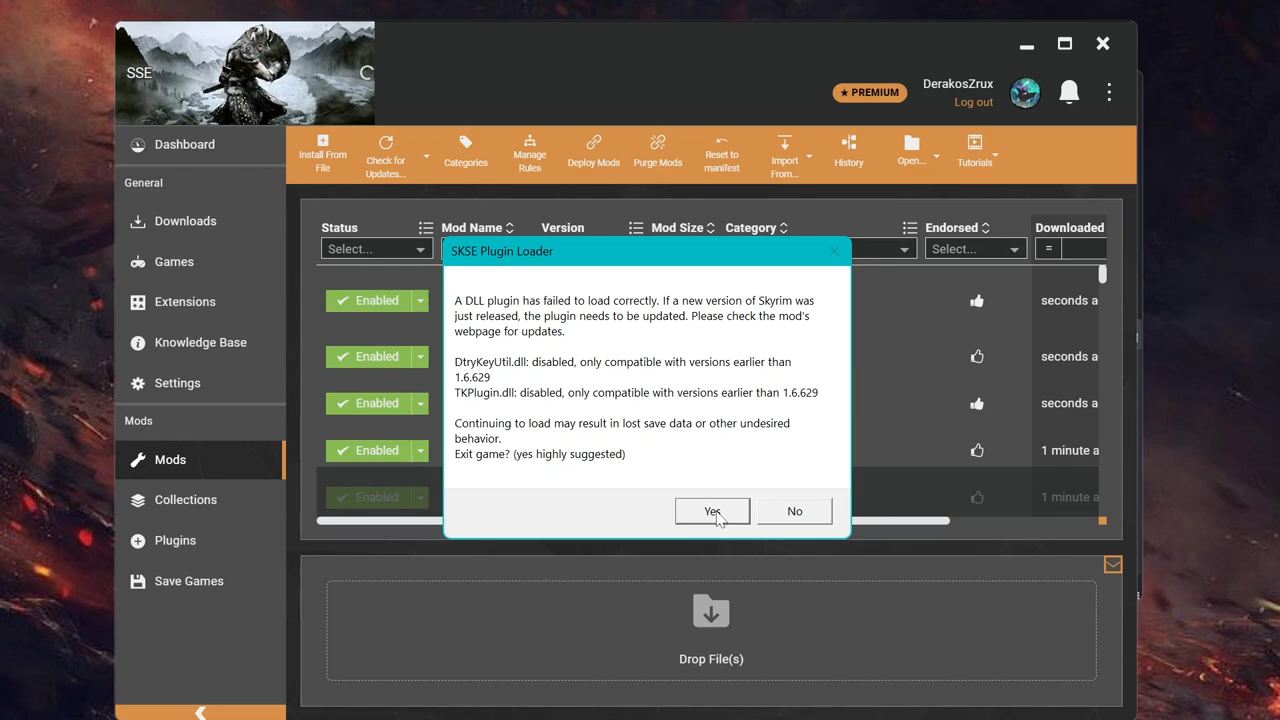 SSE
★ PREMIUM
DerakosZrux
Log out
Dashboard
General
Downloads
Games
Extensions
Knowledge Base
Settings
Mods
Mods
Collections
Plugins
Save Games
Install From
File
Check for
Updates...
Categories
Manage
Rules
Deploy Mods
Purge Mods
Reset to
manifest
Import
From...
History
Open...
Tutorials
Status
Mod Name
Version
Mod Size
Category
Endorsed
Downloaded
Select...
Select...
=
Enabled
seconds a
Enabled
seconds a
Enabled
seconds a
Enabled
1 minute a
Enabled
1 minute a
SKSE Plugin Loader
A DLL plugin has failed to load correctly. If a new version of Skyrim was
just released, the plugin needs to be updated. Please check the mod's
webpage for updates.
DtryKeyUtil.dll: disabled, only compatible with versions earlier than
1.6.629
TKPlugin.dll: disabled, only compatible with versions earlier than 1.6.629
Continuing to load may result in lost save data or other undesired
behavior.
Exit game? (yes highly suggested)
Yes
No
Drop File(s)